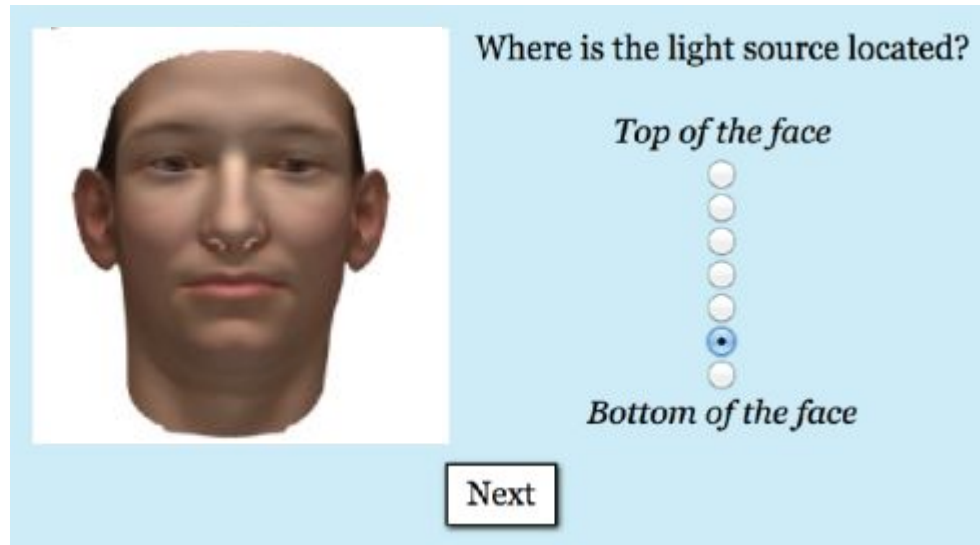 Where is the light source located?
Top of the face
Bottom of the face
Next